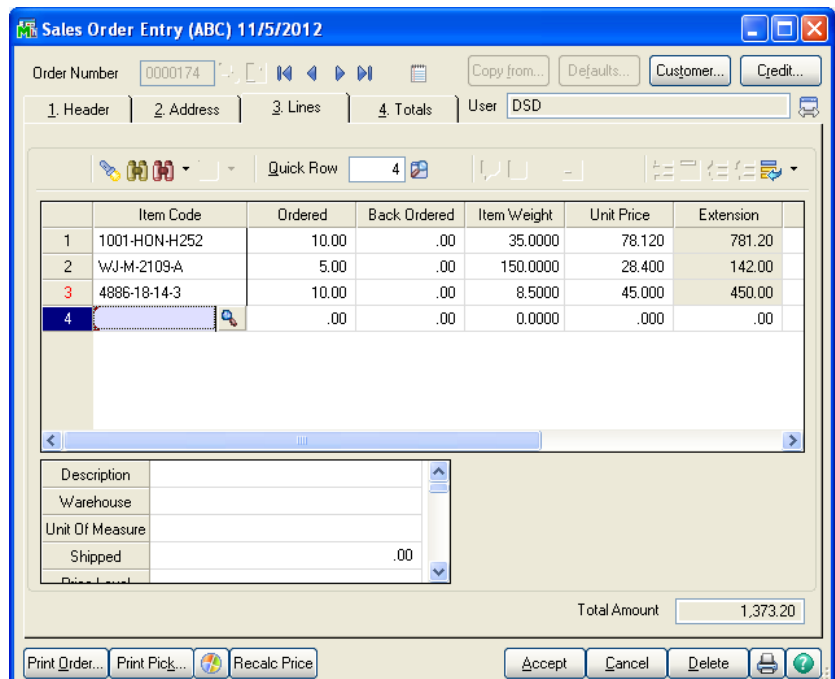 Sales Order Entry (ABC) 11/5/2012
Order Number 0000174 Copy from... Defaults... Customer... Credit...
1. Header 2. Address 3. Lines 4. Totals User DSD
Quick Row 4
Item Code Ordered Back Ordered Item Weight Unit Price Extension
1 1001-HON-H252 10.00 .00 35.0000 78.120 781.20
2 WJ-M-2109-A 5.00 .00 150.0000 28.400 142.00
3 4886-18-14-3 10.00 .00 8.5000 45.000 450.00
4 .00 .00 0.0000 .000 .00
Description
Warehouse
Unit Of Measure
Shipped .00
Price Level
Total Amount 1,373.20
Print Order... Print Pick... Recalc Price Accept Cancel Delete